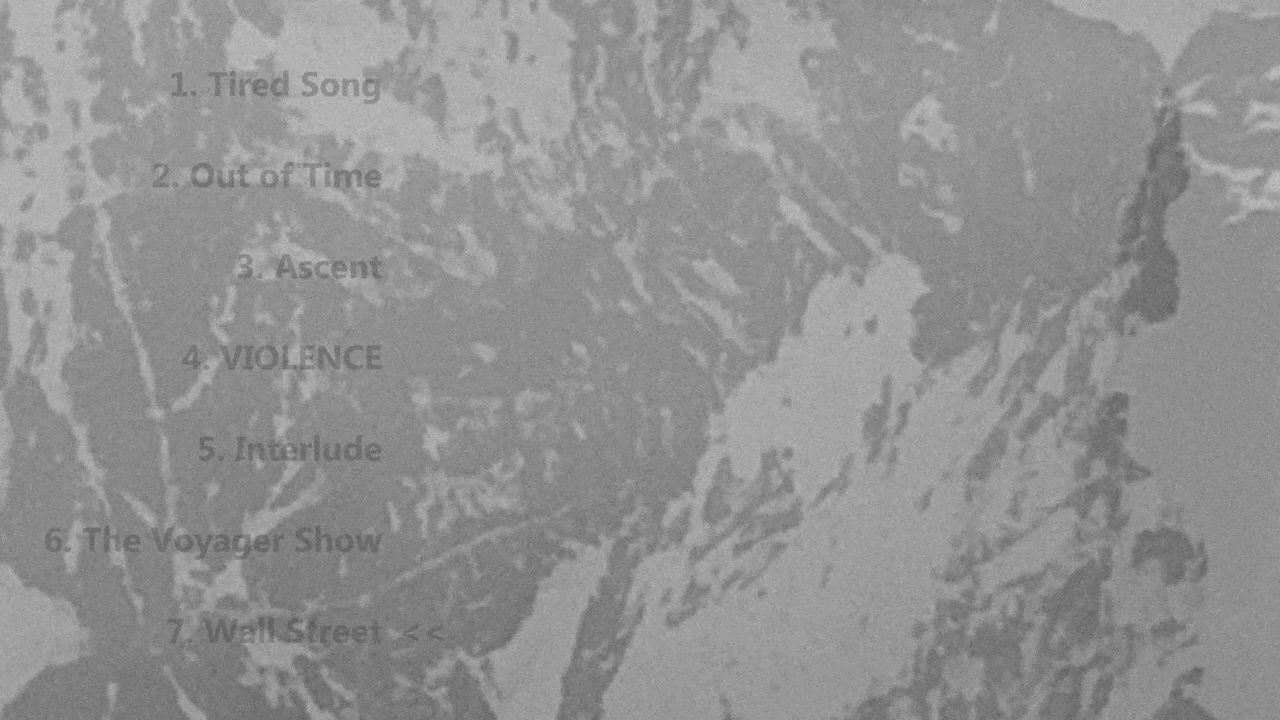 1. Tired Song
2. Out of Time
3. Ascent
4. VIOLENCE
5. Interlude
6. The Voyager Show
7. Wall Street <<